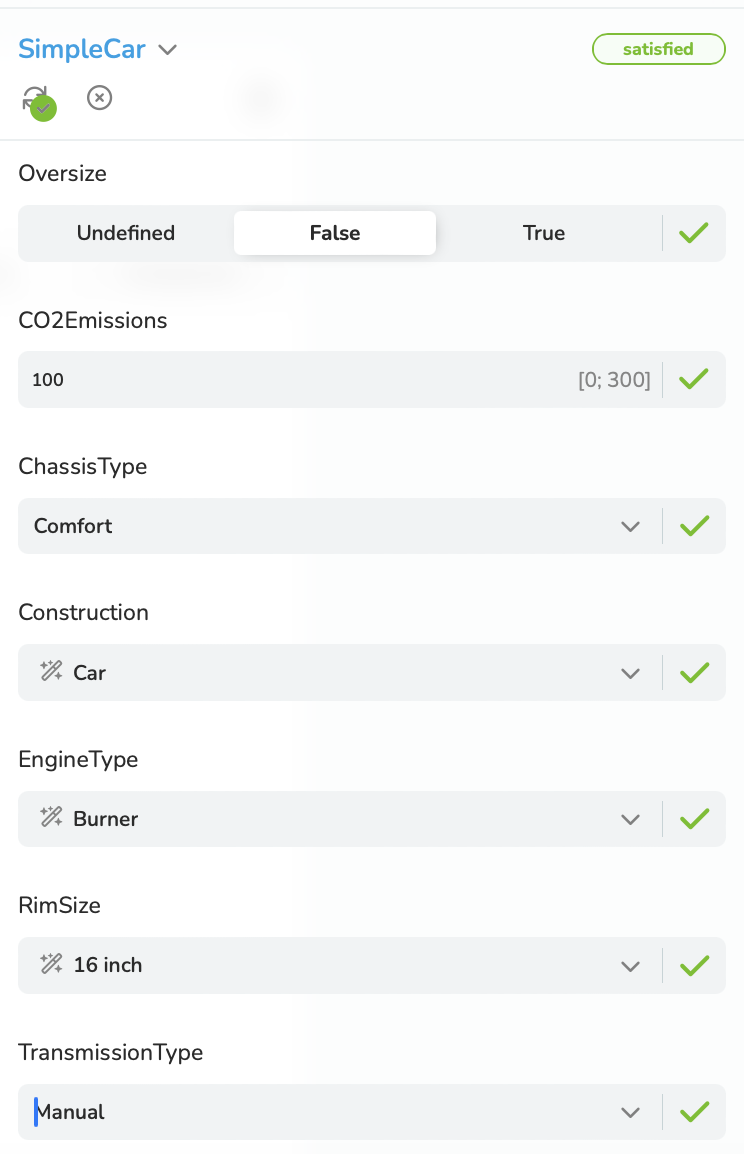 SimpleCar
satisfied
Oversize
Undefined False True
CO2Emissions
100 [0; 300]
ChassisType
Comfort
Construction
Car
EngineType
Burner
RimSize
16 inch
TransmissionType
Manual